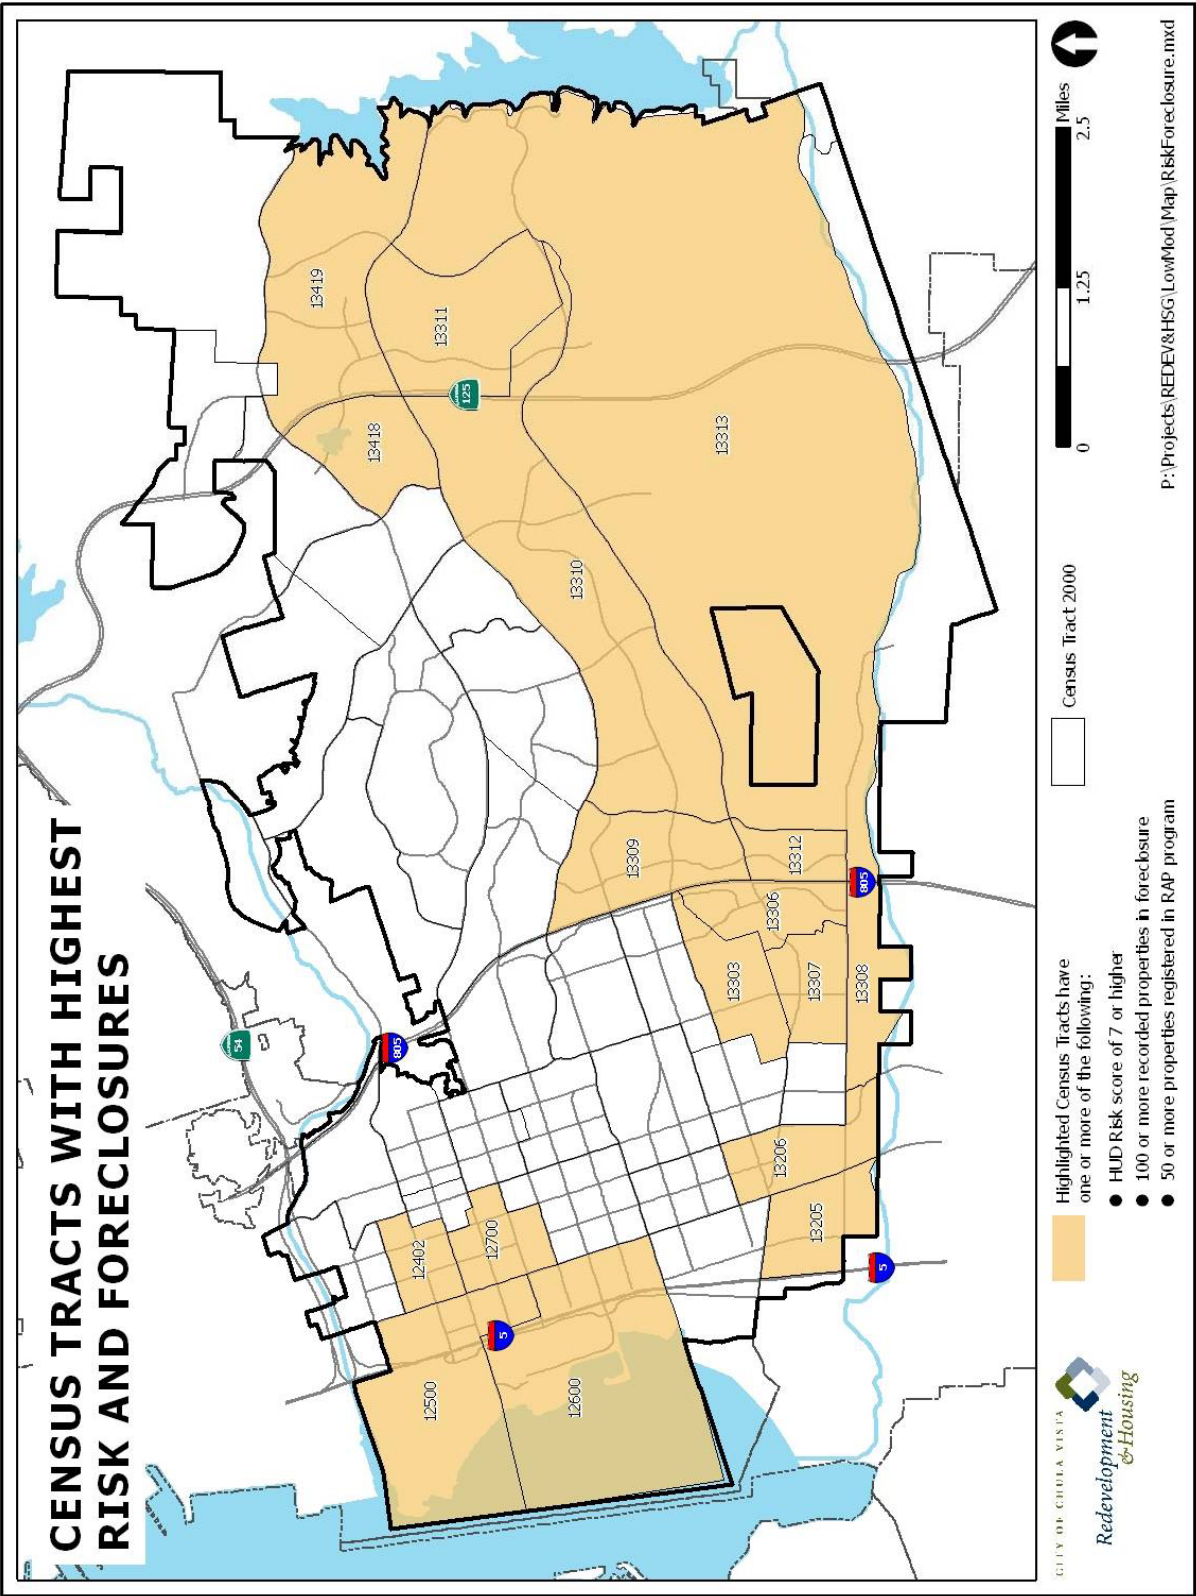 CENSUS TRACTS WITH HIGHEST
RISK AND FORECLOSURES
54
805
125
13419
13311
13418
13313
13310
13309
13312
13306
13303
13307
13308
805
12402
12700
12500
5
12600
13206
13205
5
CITY OF CHULA VISTA
Redevelopment
& Housing
Highlighted Census Tracts have
one or more of the following:
● HUD Risk score of 7 or higher
● 100 or more recorded properties in foreclosure
● 50 or more properties registered in RAP program
Census Tract 2000
0 1.25 2.5
Miles
P:\Projects\REDEV&HSG\LowMod\Map\RiskForeclosure.mxd